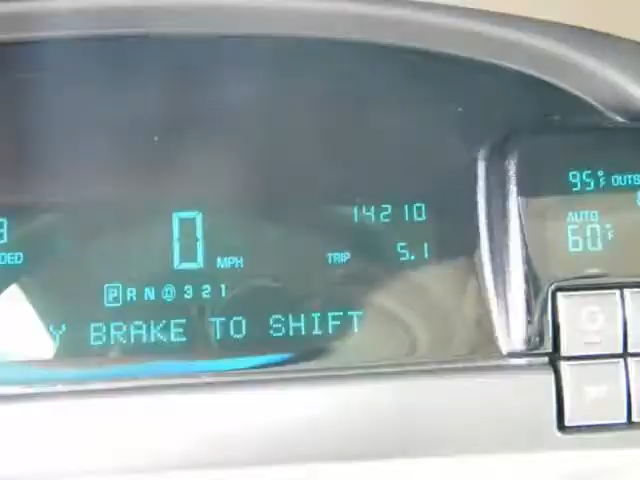 95°F OUTS
14210
AUTO
60°F
0 MPH
TRIP 5.1
DED
P R N D 3 2 1
Y BRAKE TO SHIFT